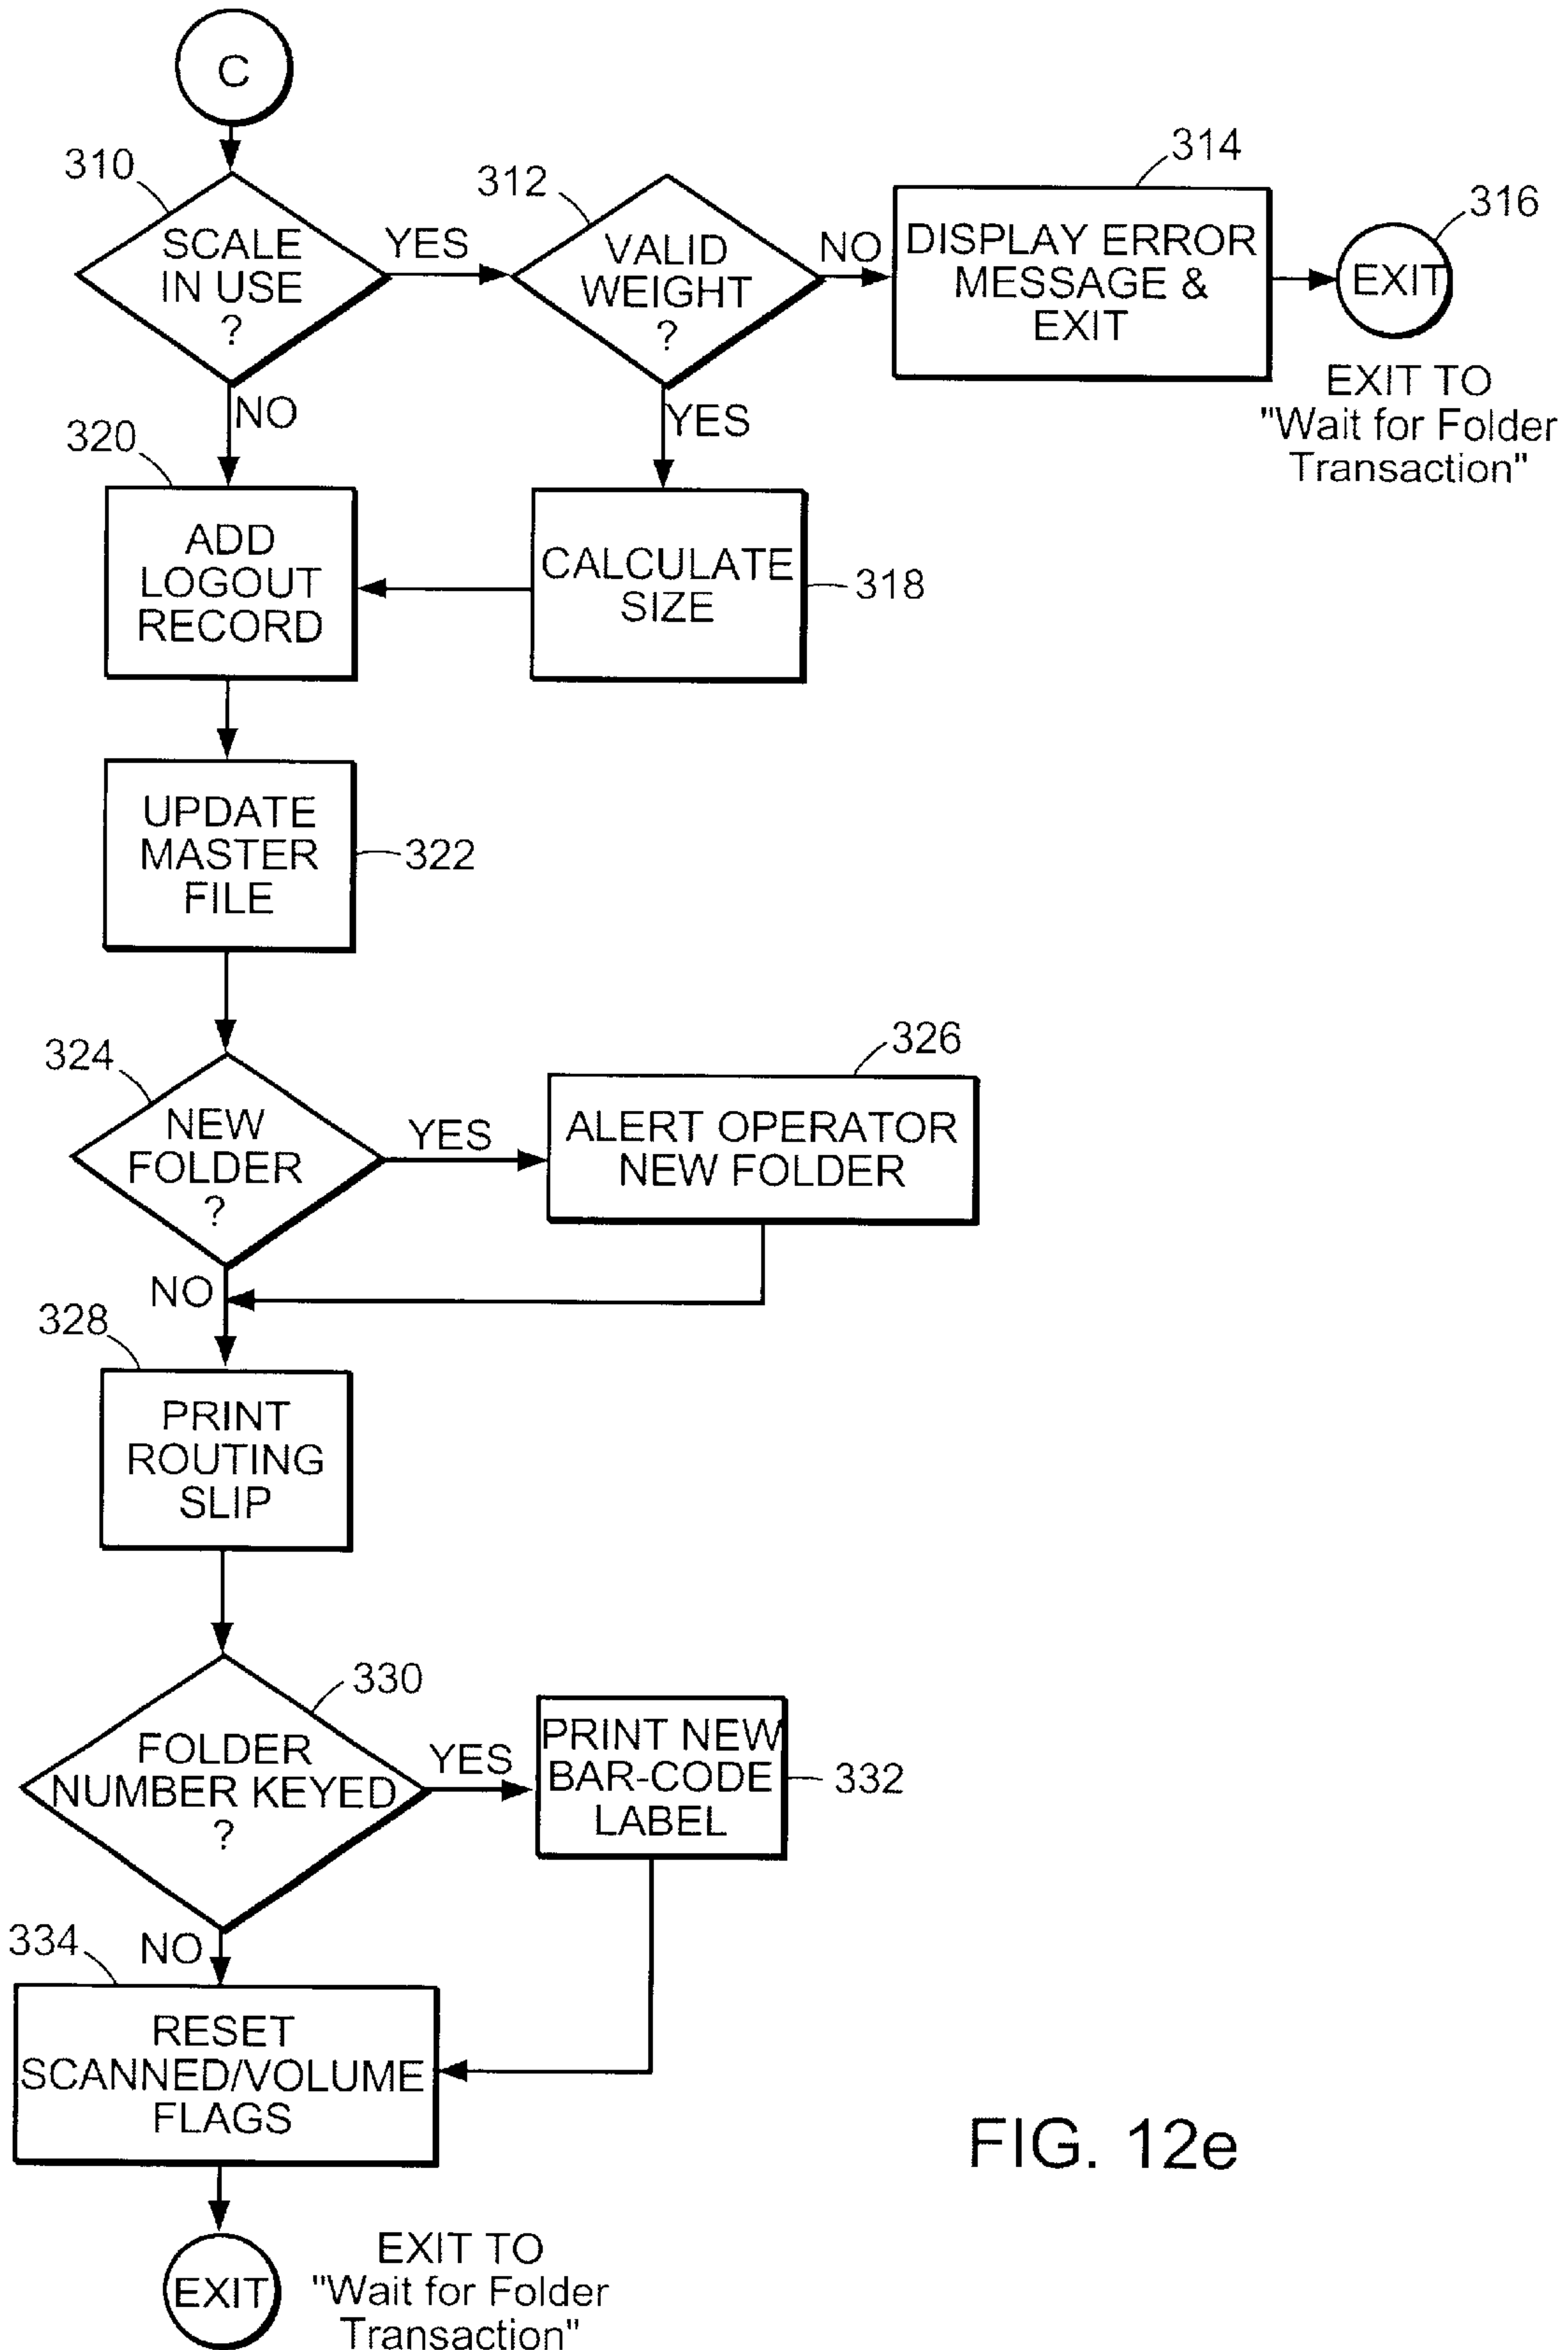 C
310
312
314
316
SCALE
IN USE
?
YES
VALID
WEIGHT
?
NO
DISPLAY ERROR
MESSAGE &
EXIT
EXIT
EXIT TO
"Wait for Folder
Transaction"
NO
YES
320
ADD
LOGOUT
RECORD
CALCULATE
SIZE
318
UPDATE
MASTER
FILE
322
324
326
NEW
FOLDER
?
YES
ALERT OPERATOR
NEW FOLDER
NO
328
PRINT
ROUTING
SLIP
330
FOLDER
NUMBER KEYED
?
YES
PRINT NEW
BAR-CODE
LABEL
332
NO
334
RESET
SCANNED/VOLUME
FLAGS
FIG. 12e
EXIT
EXIT TO
"Wait for Folder
Transaction"